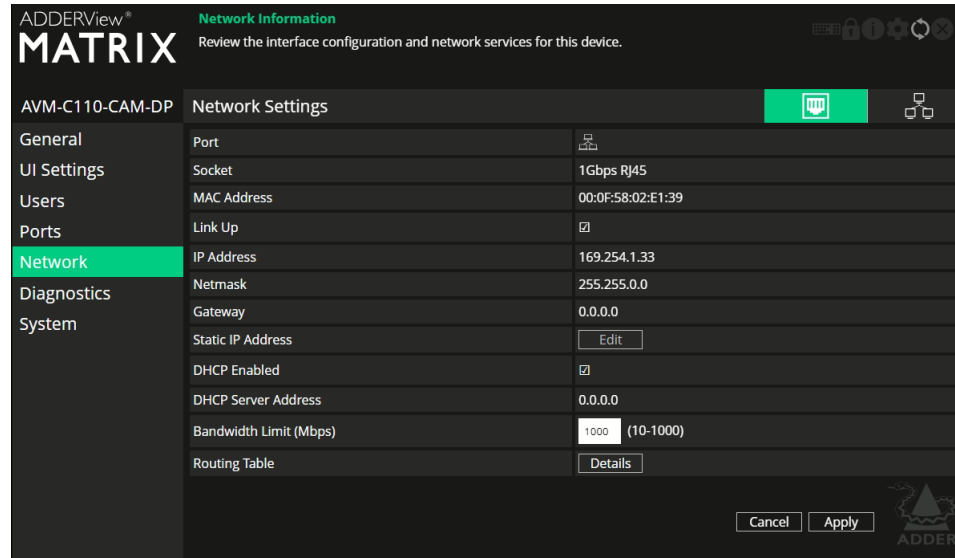 ADDERView®
MATRIX
Network Information
Review the interface configuration and network services for this device.
AVM-C110-CAM-DP
Network Settings
General
UI Settings
Users
Ports
Network
Diagnostics
System
Port
Socket 1Gbps RJ45
MAC Address 00:0F:58:02:E1:39
Link Up ☑
IP Address 169.254.1.33
Netmask 255.255.0.0
Gateway 0.0.0.0
Static IP Address Edit
DHCP Enabled ☑
DHCP Server Address 0.0.0.0
Bandwidth Limit (Mbps) 1000 (10-1000)
Routing Table Details
Cancel Apply
ADDER